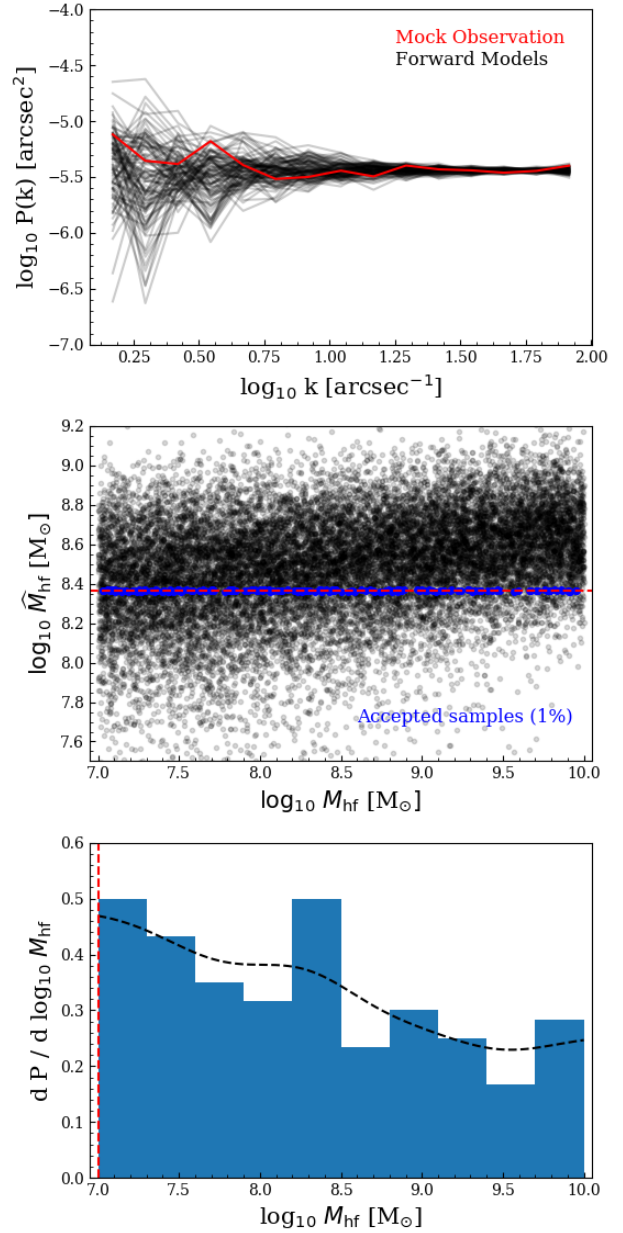 −4.0
−4.5
−5.0
−5.5
−6.0
−6.5
−7.0
log₁₀ P(k) [arcsec²]
Mock Observation
Forward Models
0.25 0.50 0.75 1.00 1.25 1.50 1.75 2.00
log₁₀ k [arcsec⁻¹]
9.2
9.0
8.8
8.6
8.4
8.2
8.0
7.8
7.6
log₁₀ M̂hf [M⊙]
Accepted samples (1%)
7.0 7.5 8.0 8.5 9.0 9.5 10.0
log₁₀ Mhf [M⊙]
0.6
0.5
0.4
0.3
0.2
0.1
0.0
d P / d log₁₀ Mhf
7.0 7.5 8.0 8.5 9.0 9.5 10.0
log₁₀ Mhf [M⊙]